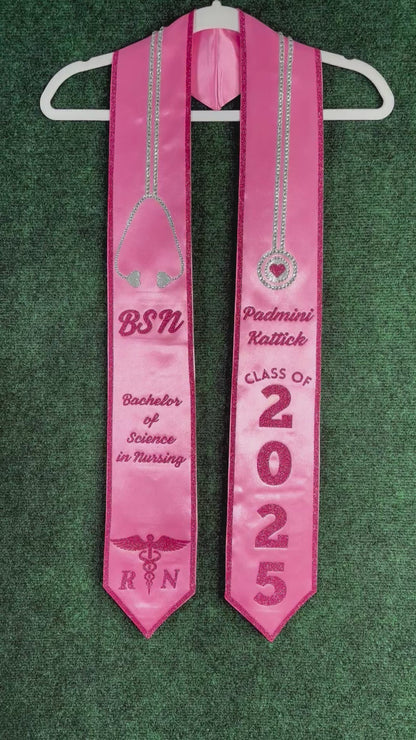 BSN
Bachelor
of
Science
in Nursing
R N
Padmini
Kattick
CLASS OF
2
0
2
5